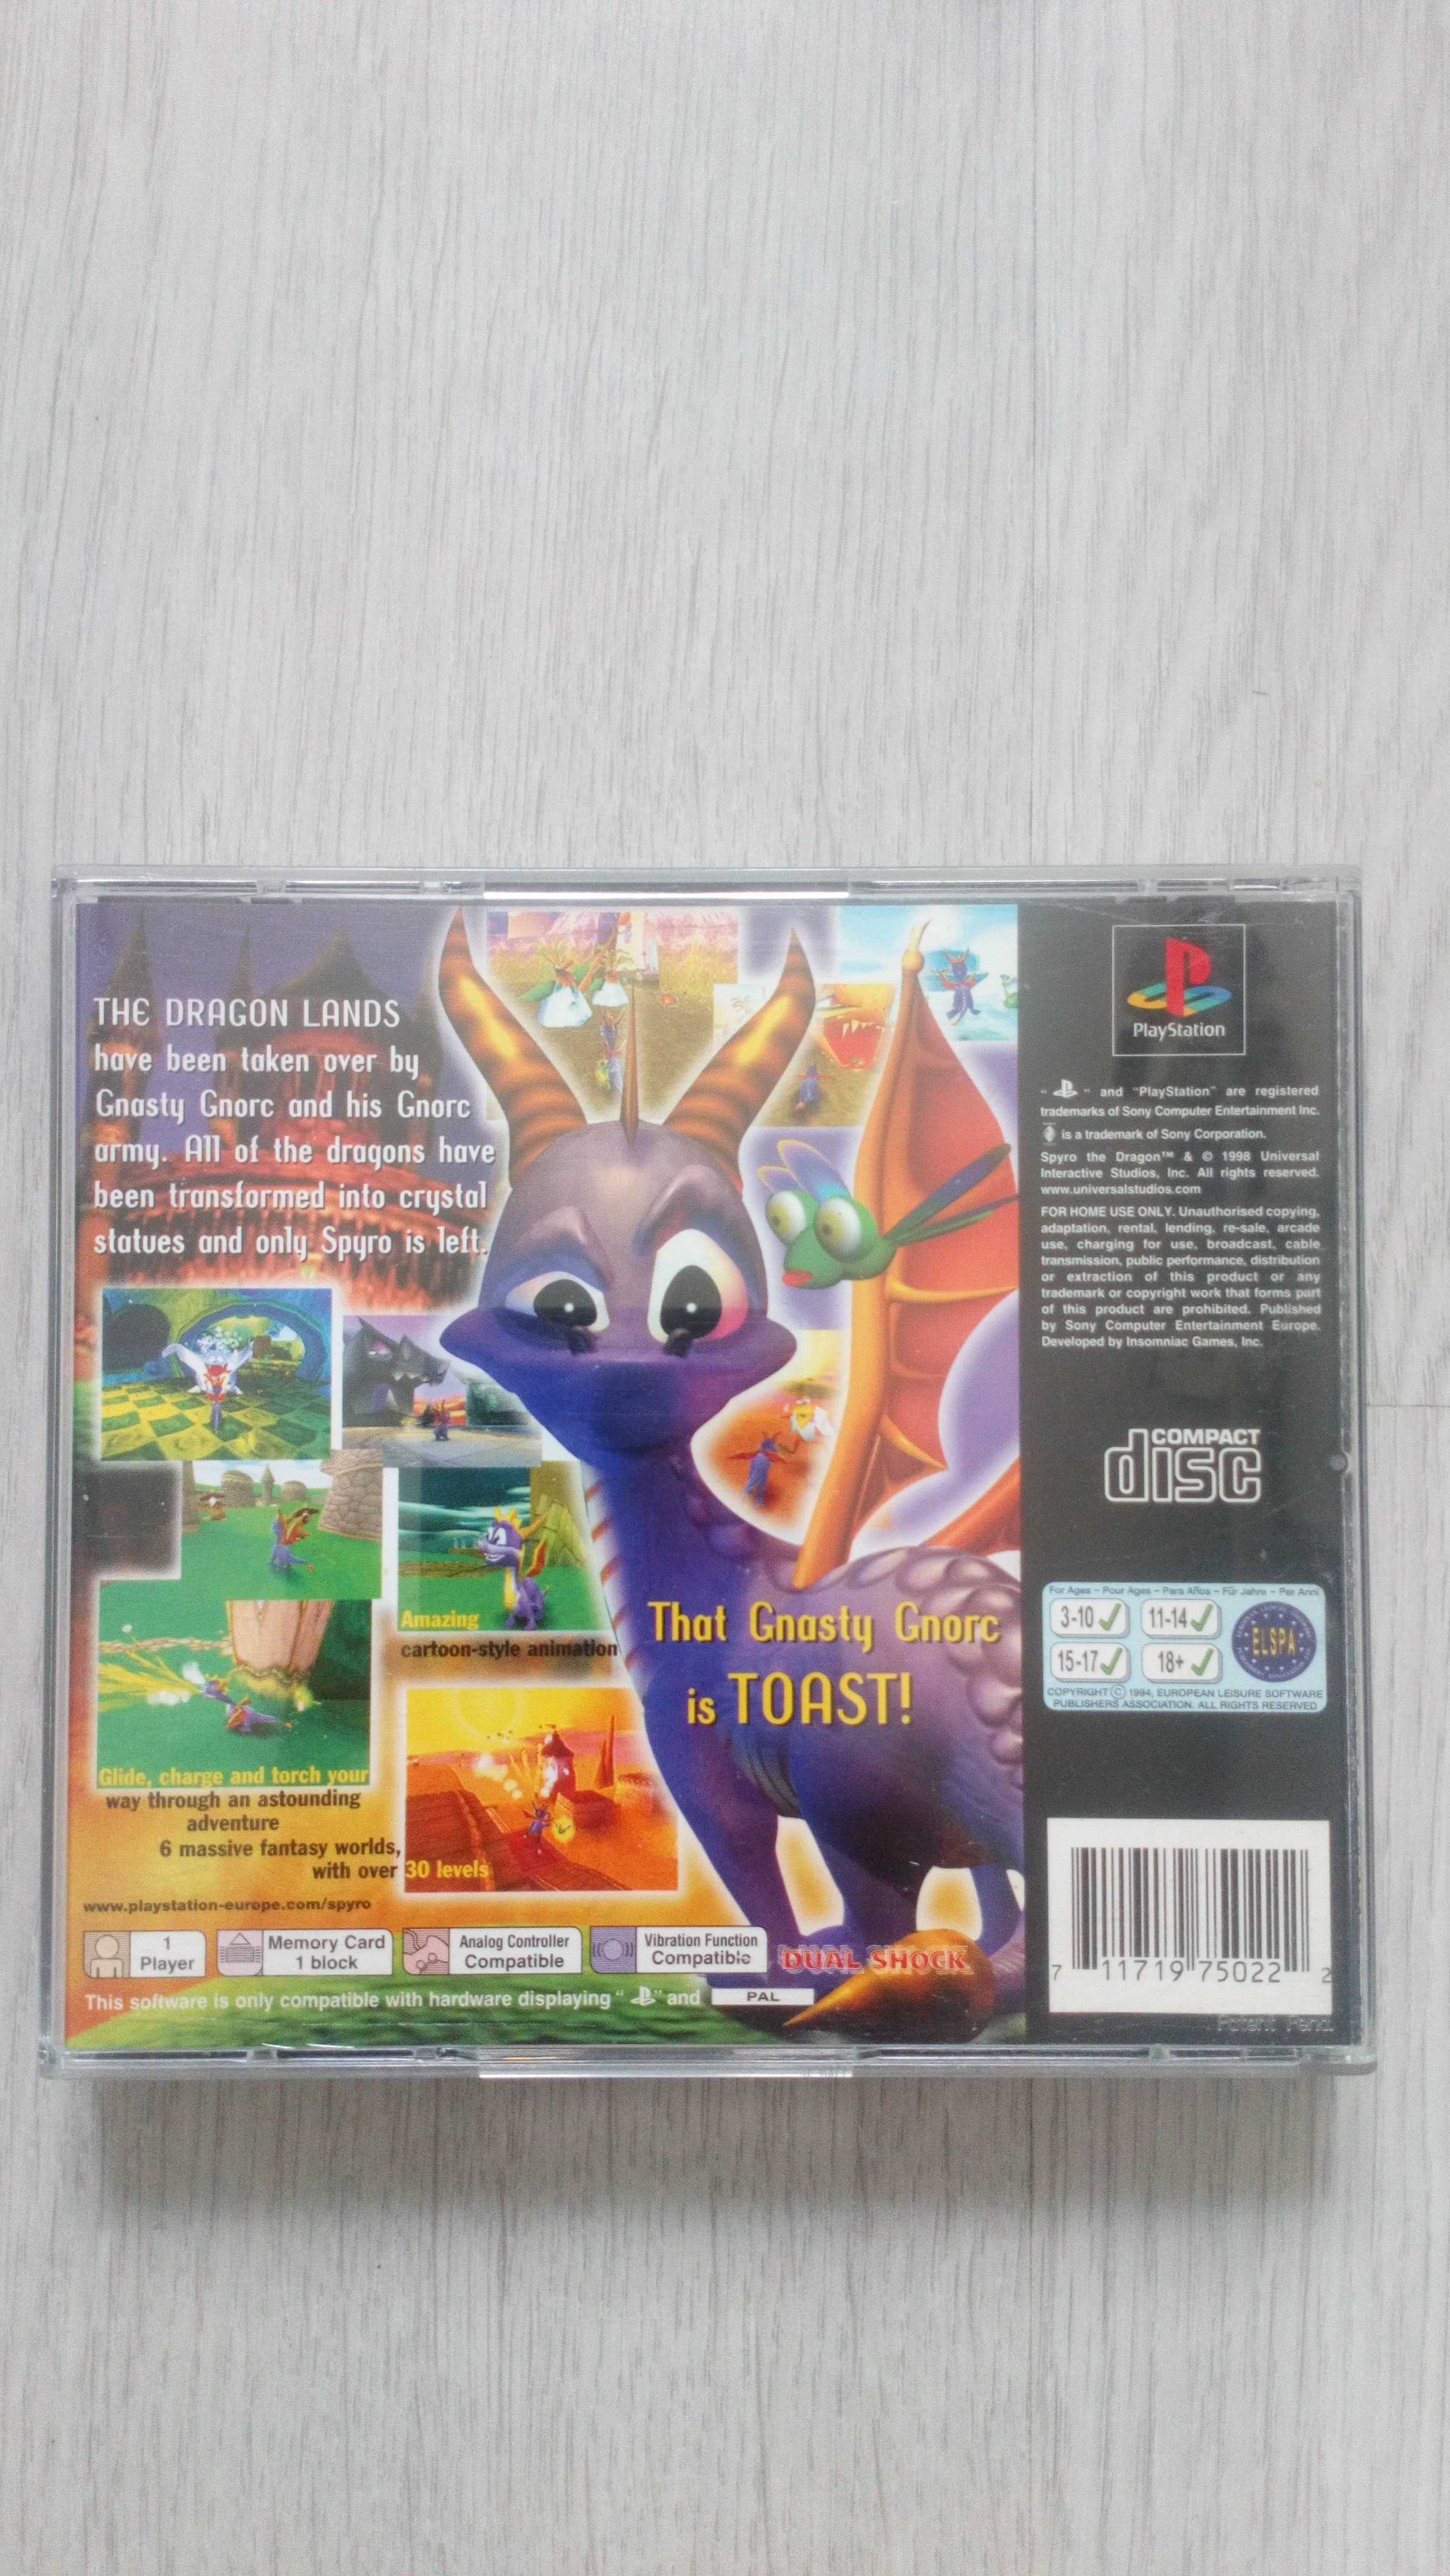 THE DRAGON LANDS
have been taken over by
Gnasty Gnorc and his Gnorc
army. All of the dragons have
been transformed into crystal
statues and only Spyro is left.
Amazing
cartoon-style animation
That Gnasty Gnorc
is TOAST!
Glide, charge and torch your
way through an astounding
adventure
6 massive fantasy worlds,
with over 30 levels
www.playstation-europe.com/spyro
1
Player
Memory Card
1 block
Analog Controller
Compatible
Vibration Function
Compatible
DUAL SHOCK
This software is only compatible with hardware displaying " " and PAL
PlayStation
" " and "PlayStation" are registered
trademarks of Sony Computer Entertainment Inc.
is a trademark of Sony Corporation.
Spyro the Dragon™ & © 1998 Universal
Interactive Studios, Inc. All rights reserved.
www.universalstudios.com
FOR HOME USE ONLY. Unauthorised copying,
adaptation, rental, lending, re-sale, arcade
use, charging for use, broadcast, cable
transmission, public performance, distribution
or extraction of this product or any
trademark or copyright work that forms part
of this product are prohibited. Published
by Sony Computer Entertainment Europe.
Developed by Insomniac Games, Inc.
COMPACT
disc
For Ages – Pour Ages – Para Años – Für Jahre – Per Anni
3-10 11-14
15-17 18+
ELSPA
COPYRIGHT © 1994, EUROPEAN LEISURE SOFTWARE
PUBLISHERS ASSOCIATION. ALL RIGHTS RESERVED
7 11719 75022 2
Patent Pend.